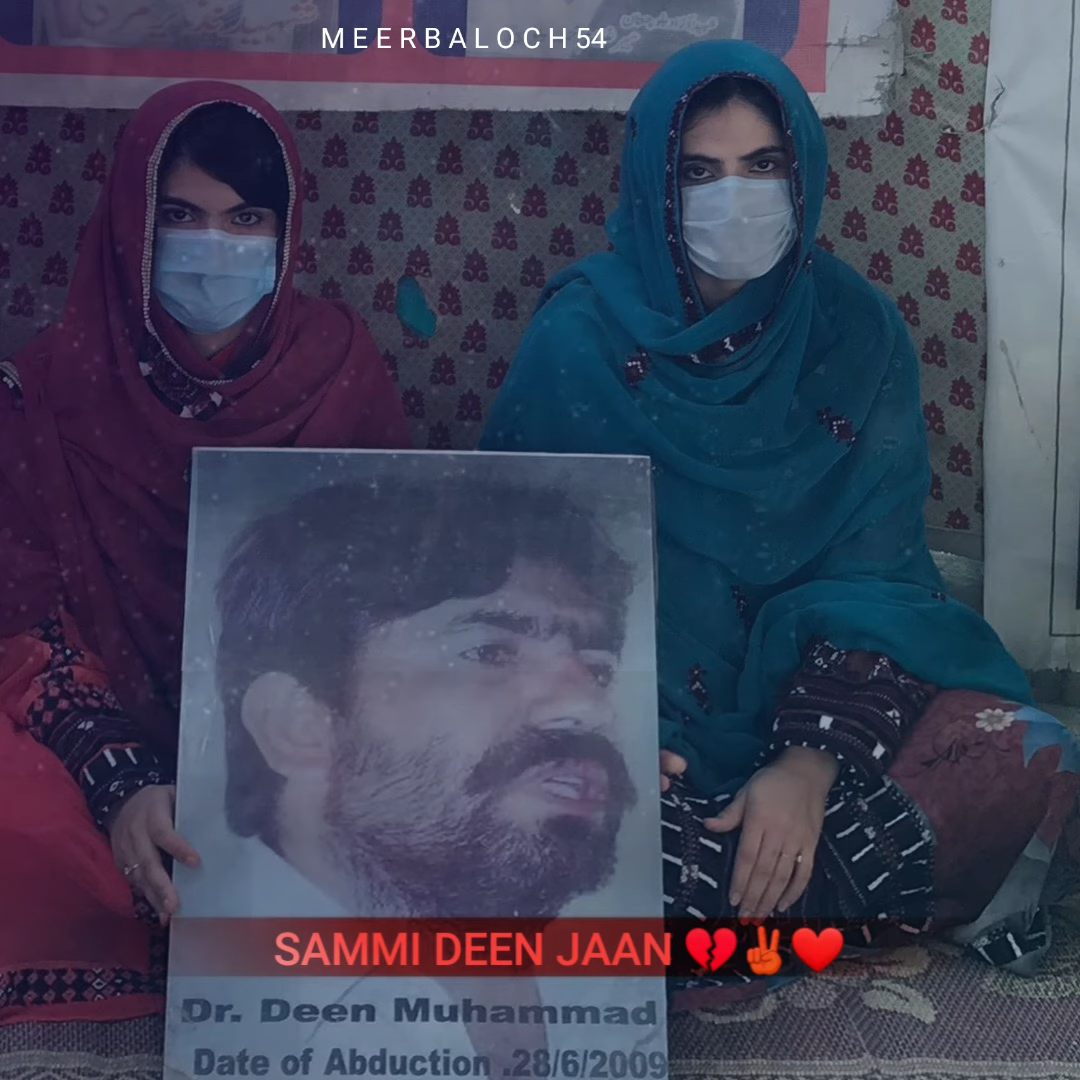 MEERBALOCH54
SAMMI DEEN JAAN 💔✌️❤️
Dr. Deen Muhammad
Date of Abduction .28/6/2009